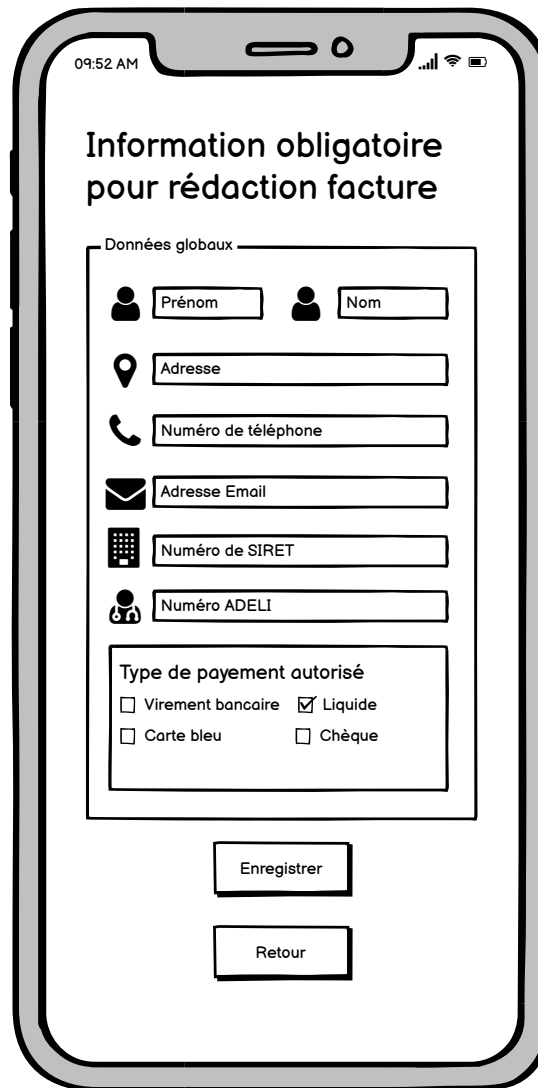 09:52 AM
Information obligatoire
pour rédaction facture
Données globaux
Prénom Nom
Adresse
Numéro de téléphone
Adresse Email
Numéro de SIRET
Numéro ADELI
Type de payement autorisé
Virement bancaire Liquide
Carte bleu Chèque
Enregistrer
Retour